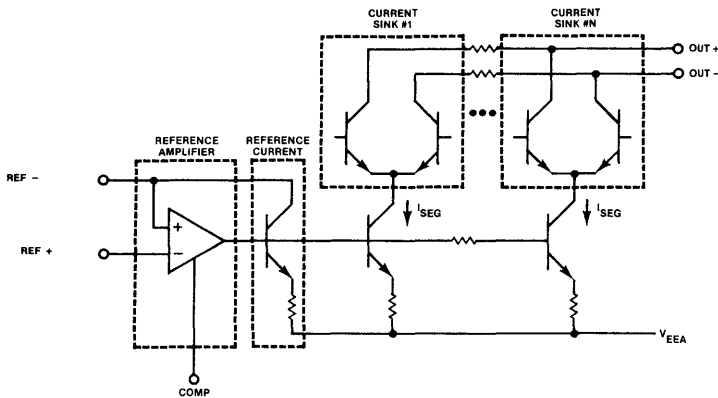 CURRENT
SINK #1
CURRENT
SINK #N
OUT +
OUT -
REFERENCE
AMPLIFIER
REFERENCE
CURRENT
REF -
+
REF +
-
I SEG
I SEG
V EEA
COMP